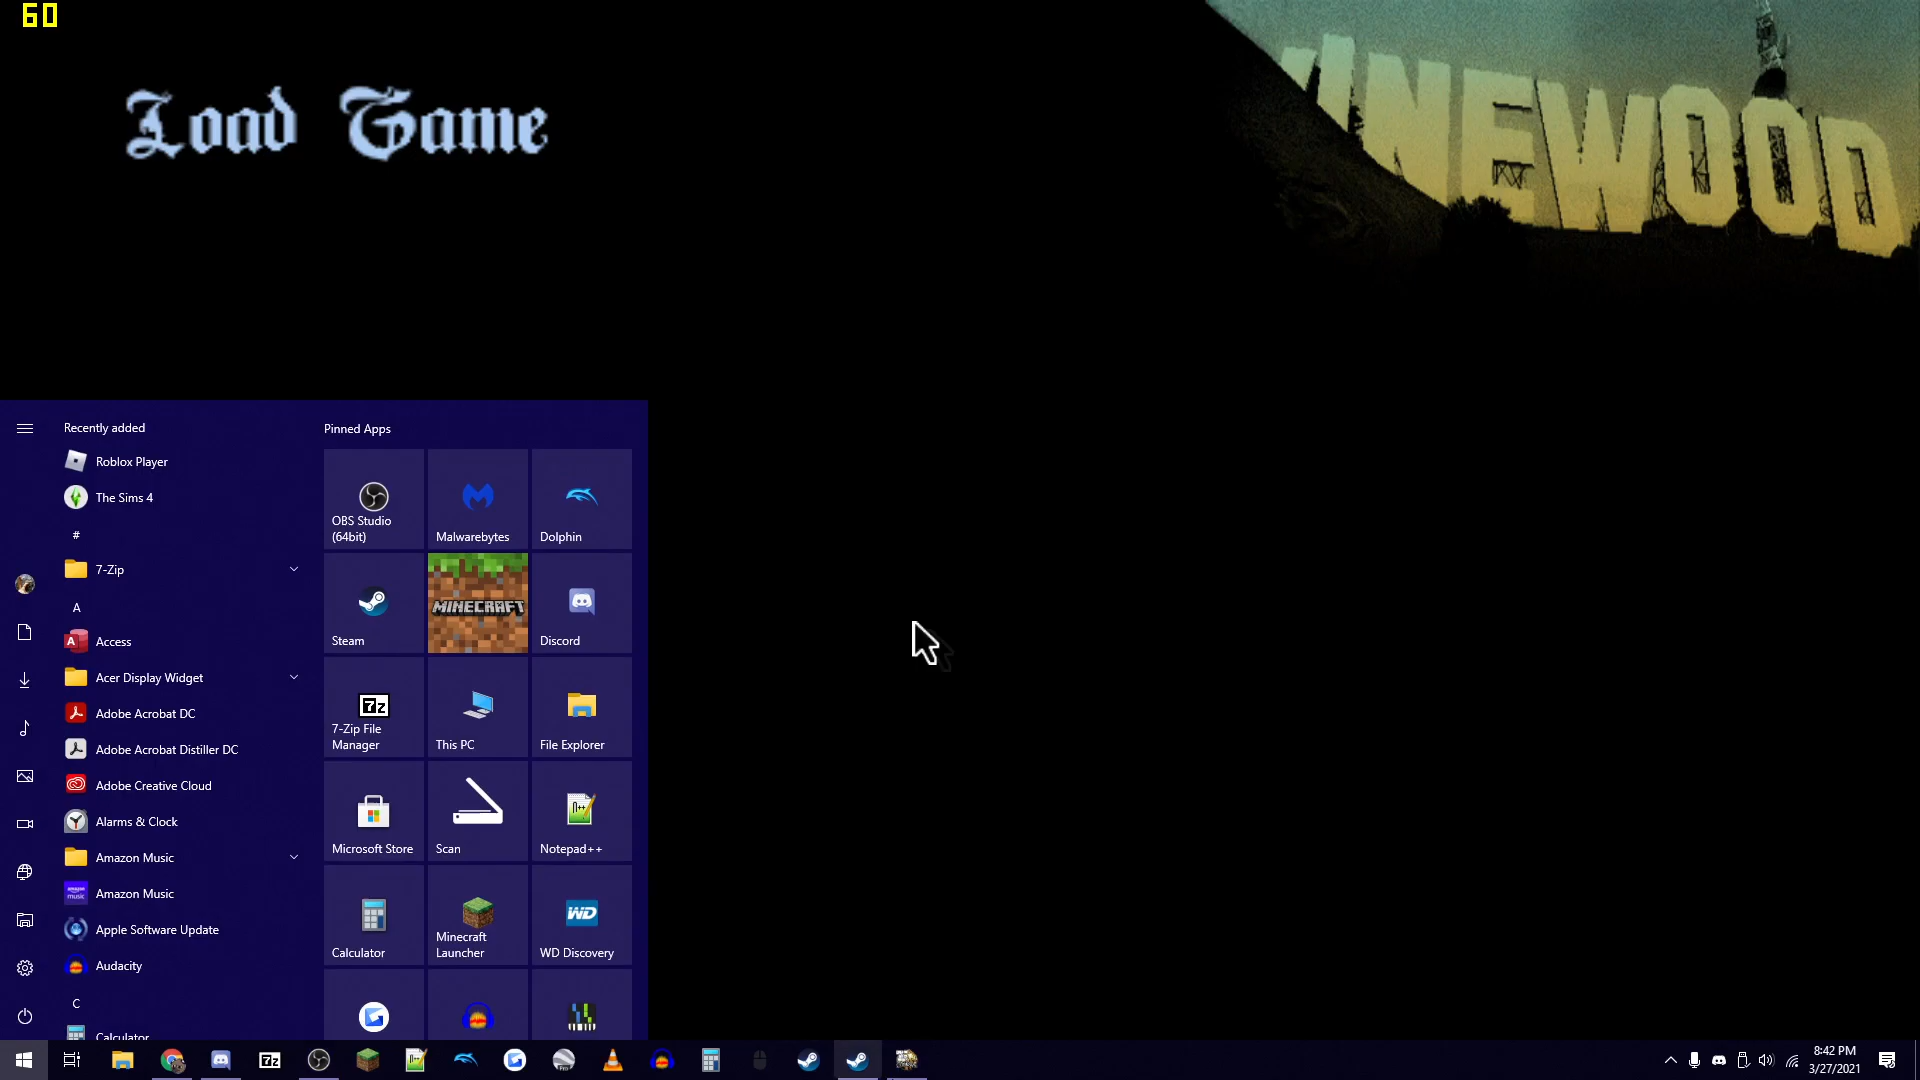 60
Load Game
INEWOOD
Recently added
Roblox Player
The Sims 4
#
7-Zip
A
Access
Acer Display Widget
Adobe Acrobat DC
Adobe Acrobat Distiller DC
Adobe Creative Cloud
Alarms & Clock
Amazon Music
Amazon Music
Apple Software Update
Audacity
C
Calculator
Pinned Apps
OBS Studio
(64bit)
Malwarebytes
Dolphin
Steam
MINECRAFT
Discord
7z
7-Zip File
Manager
This PC
File Explorer
Microsoft Store
Scan
Notepad++
Calculator
Minecraft
Launcher
WD
WD Discovery
7z
8:42 PM
3/27/2021